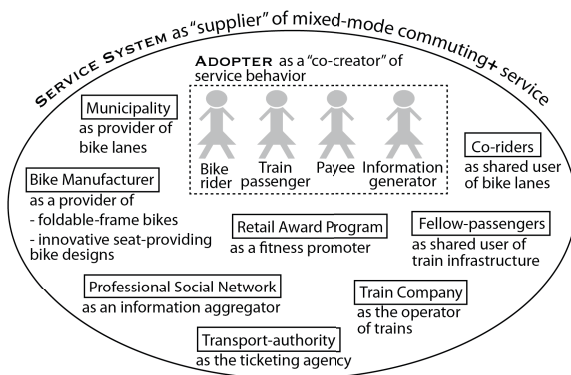 SERVICE SYSTEM as “supplier” of mixed-mode commuting+ service
ADOPTER as a “co-creator” of
service behavior
Bike
rider
Train
passenger
Payee
Information
generator
Municipality
as provider of
bike lanes
Co-riders
as shared user
of bike lanes
Bike Manufacturer
as a provider of
- foldable-frame bikes
- innovative seat-providing
bike designs
Retail Award Program
as a fitness promoter
Fellow-passengers
as shared user of
train infrastructure
Professional Social Network
as an information aggregator
Train Company
as the operator
of trains
Transport-authority
as the ticketing agency